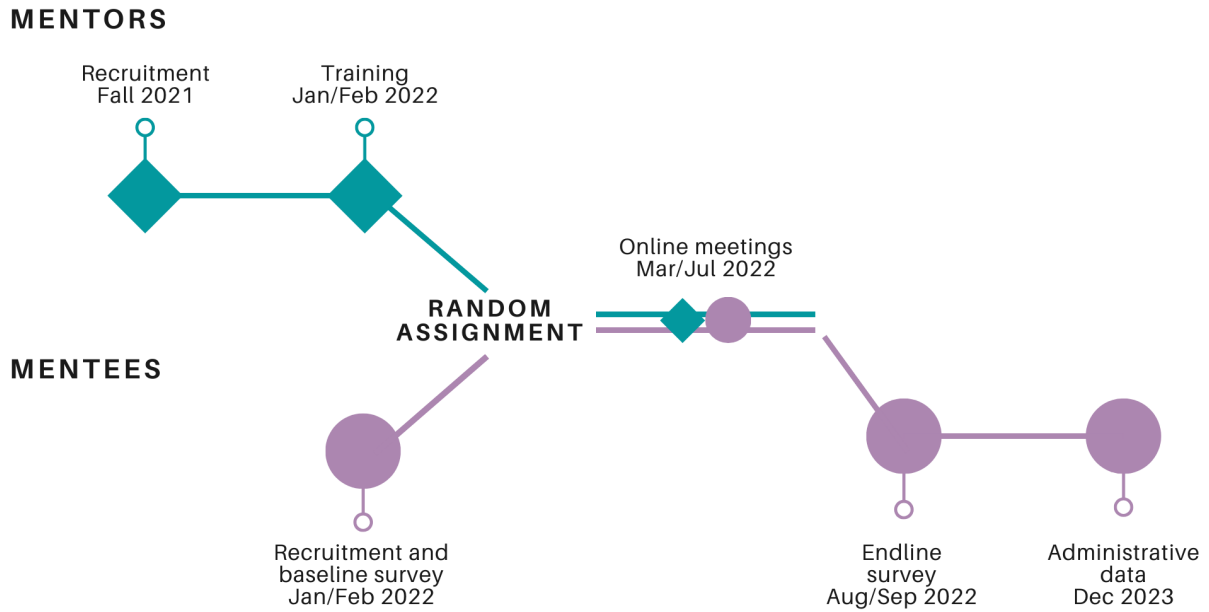 MENTORS
Recruitment
Fall 2021
Training
Jan/Feb 2022
Online meetings
Mar/Jul 2022
RANDOM
ASSIGNMENT
MENTEES
Recruitment and
baseline survey
Jan/Feb 2022
Endline
survey
Aug/Sep 2022
Administrative
data
Dec 2023